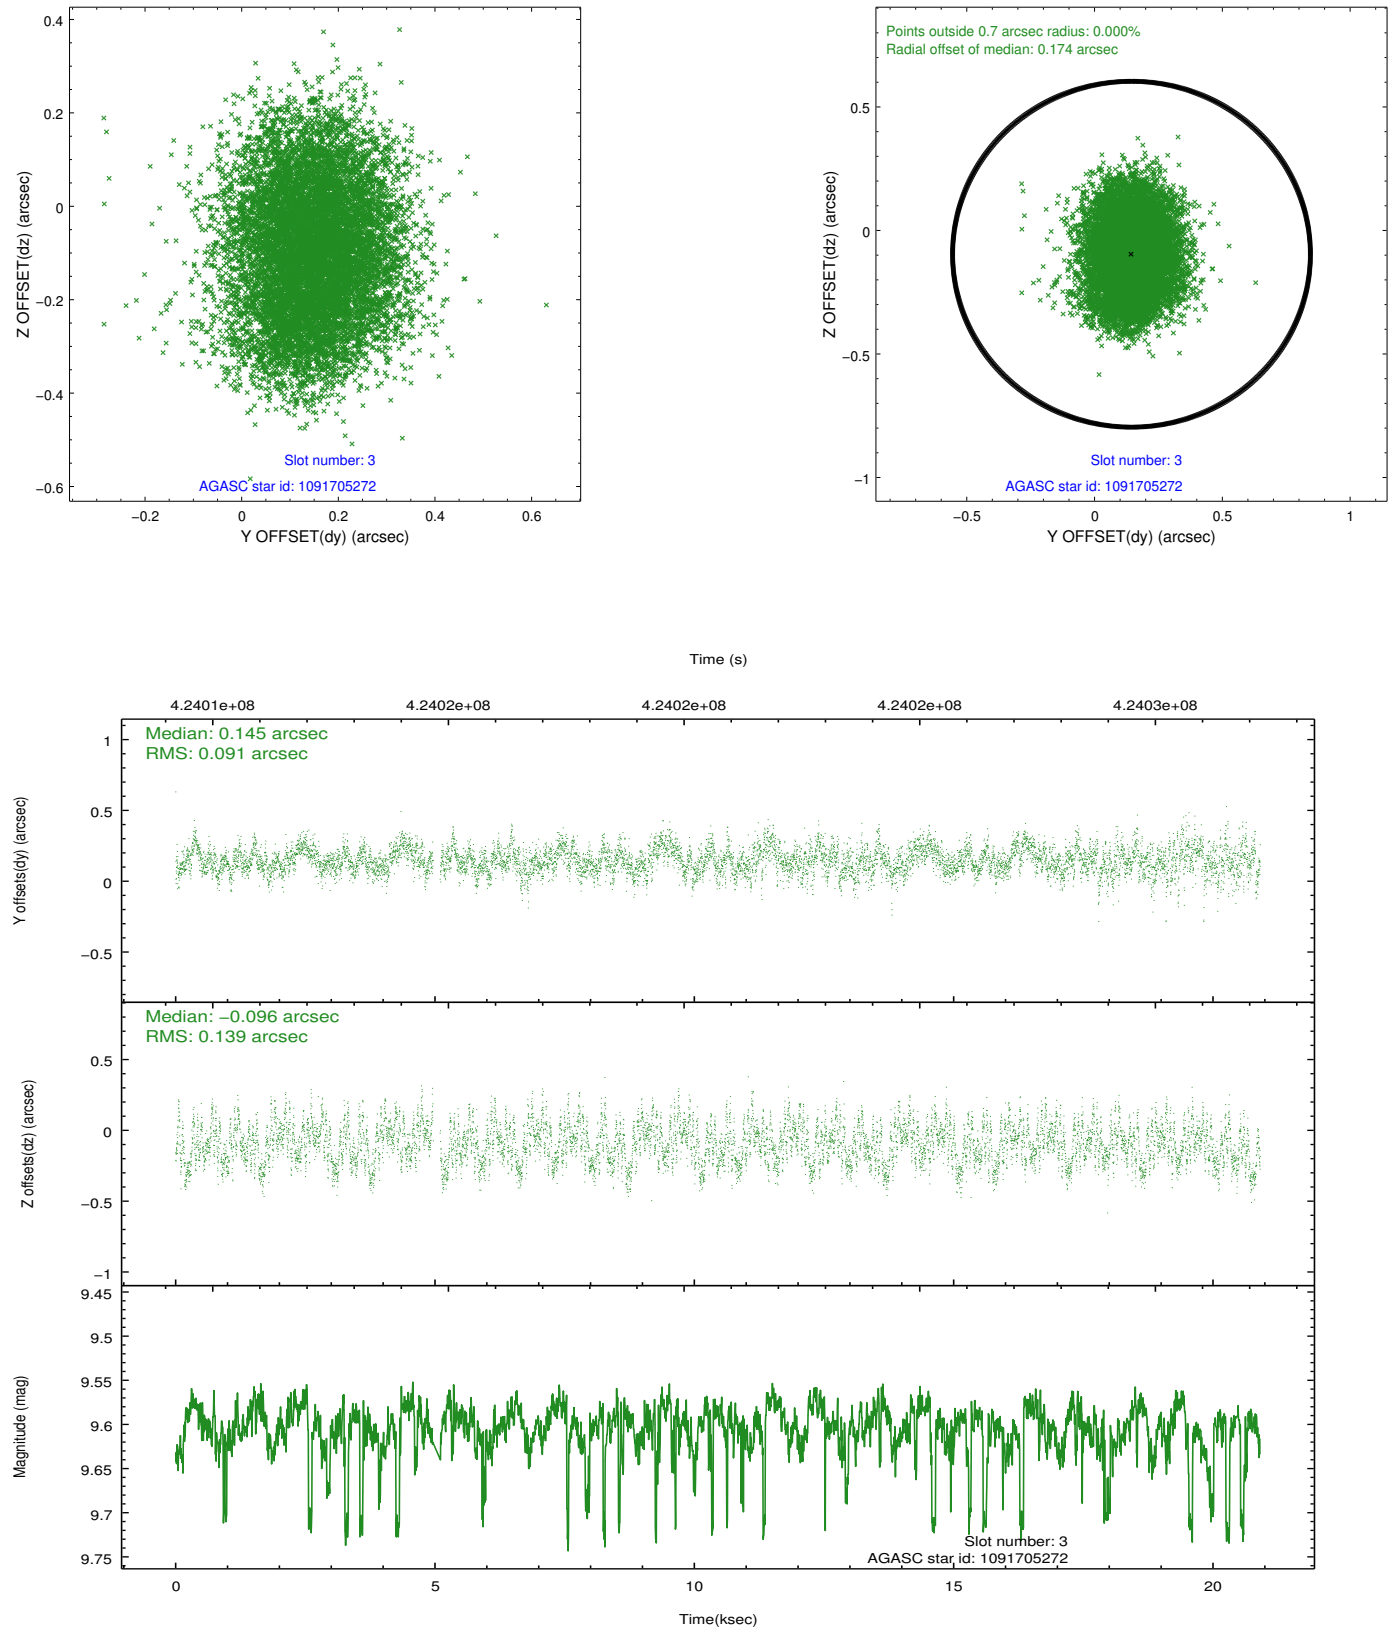 0.4
0.2
0
−0.2
−0.4
−0.6
Z OFFSET(dz) (arcsec)
Slot number: 3
AGASC star id: 1091705272
−0.2 0 0.2 0.4 0.6
Y OFFSET(dy) (arcsec)
Points outside 0.7 arcsec radius: 0.000%
Radial offset of median: 0.174 arcsec
0.5
0
−0.5
−1
Z OFFSET(dz) (arcsec)
Slot number: 3
AGASC star id: 1091705272
−0.5 0 0.5 1
Y OFFSET(dy) (arcsec)
Time (s)
4.2401e+08 4.2402e+08 4.2402e+08 4.2402e+08 4.2403e+08
Median: 0.145 arcsec
RMS: 0.091 arcsec
1
0.5
0
−0.5
Y offsets(dy) (arcsec)
Median: −0.096 arcsec
RMS: 0.139 arcsec
0.5
0
−0.5
−1
Z offsets(dz) (arcsec)
9.45
9.5
9.55
9.6
9.65
9.7
9.75
Magnitude (mag)
Slot number: 3
AGASC star id: 1091705272
0 5 10 15 20
Time(ksec)